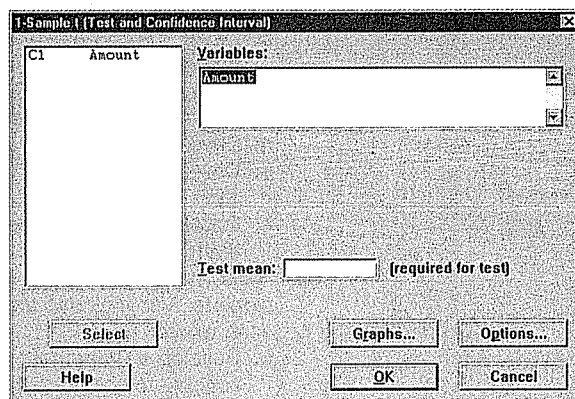 1-Sample t (Test and Confidence Interval)
C1 Amount
Variables:
Amount
Test mean: (required for test)
Select
Graphs...
Options...
Help
OK
Cancel